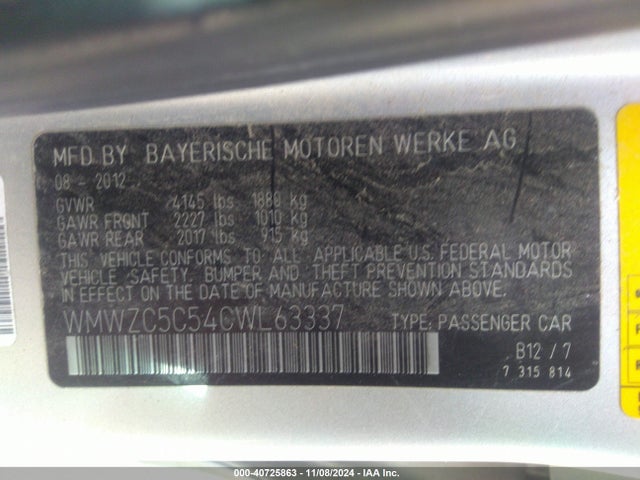 MFD BY BAYERISCHE MOTOREN WERKE AG
08 - 2012
GVWR 4145 lbs 1880 kg
GAWR FRONT 2227 lbs 1010 kg
GAWR REAR 2017 lbs 915 kg
THIS VEHICLE CONFORMS TO ALL APPLICABLE U.S. FEDERAL MOTOR
VEHICLE SAFETY, BUMPER AND THEFT PREVENTION STANDARDS
IN EFFECT ON THE DATE OF MANUFACTURE SHOWN ABOVE.
WMWZC5C54CWL63337 TYPE: PASSENGER CAR
B12 / 7
7 315 814
000-40725863 - 11/08/2024 - IAA Inc.